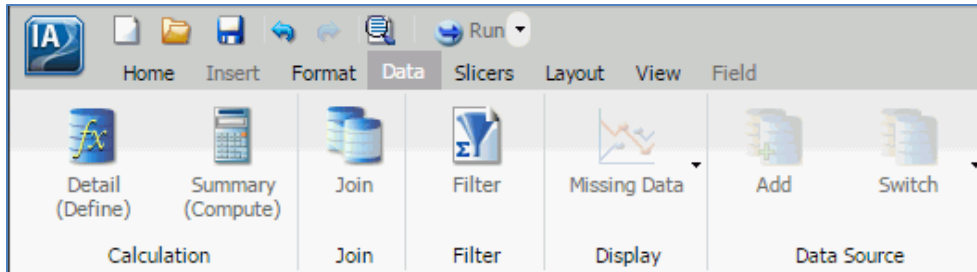 IA
Run
Home Insert Format Data Slicers Layout View Field
fx
Σ
Detail (Define)
Summary (Compute)
Join
Filter
Missing Data
Add
Switch
Calculation Join Filter Display Data Source